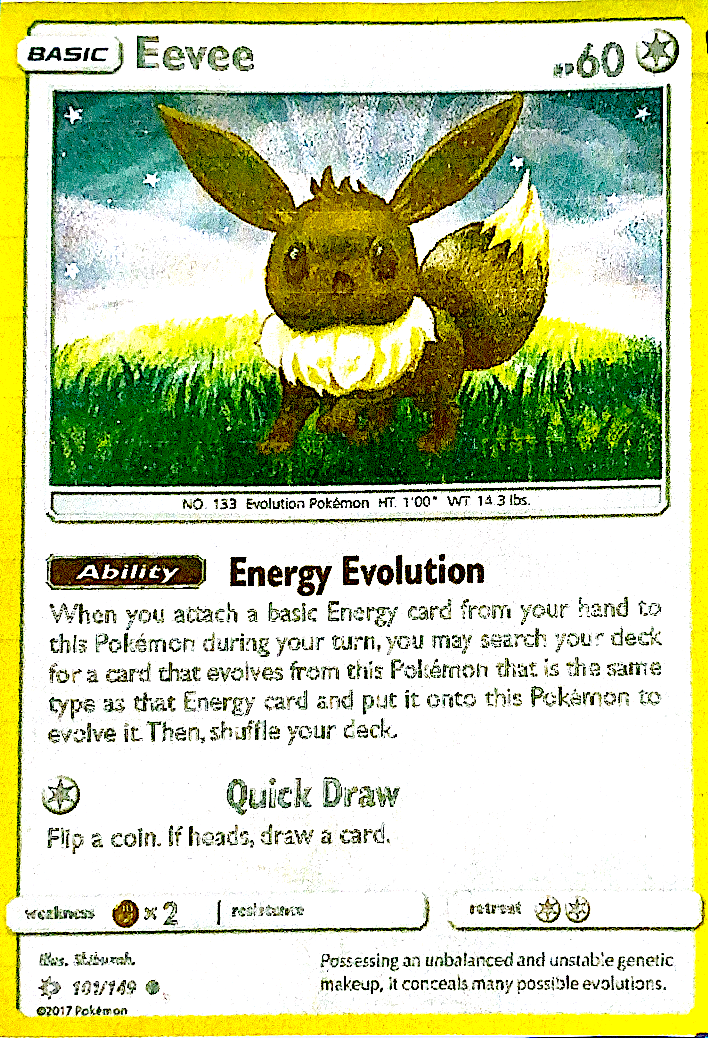 BASIC Eevee HP60
NO. 133 Evolution Pokémon HT. 1'00" WT. 14.3 lbs.
Ability Energy Evolution
When you attach a basic Energy card from your hand to
this Pokémon during your turn, you may search your deck
for a card that evolves from this Pokémon that is the same
type as that Energy card and put it onto this Pokémon to
evolve it. Then, shuffle your deck.
Quick Draw
Flip a coin. If heads, draw a card.
weakness × 2 resistance retreat
Illus. Possessing an unbalanced and unstable genetic
101/149 makeup, it conceals many possible evolutions.
©2017 Pokémon